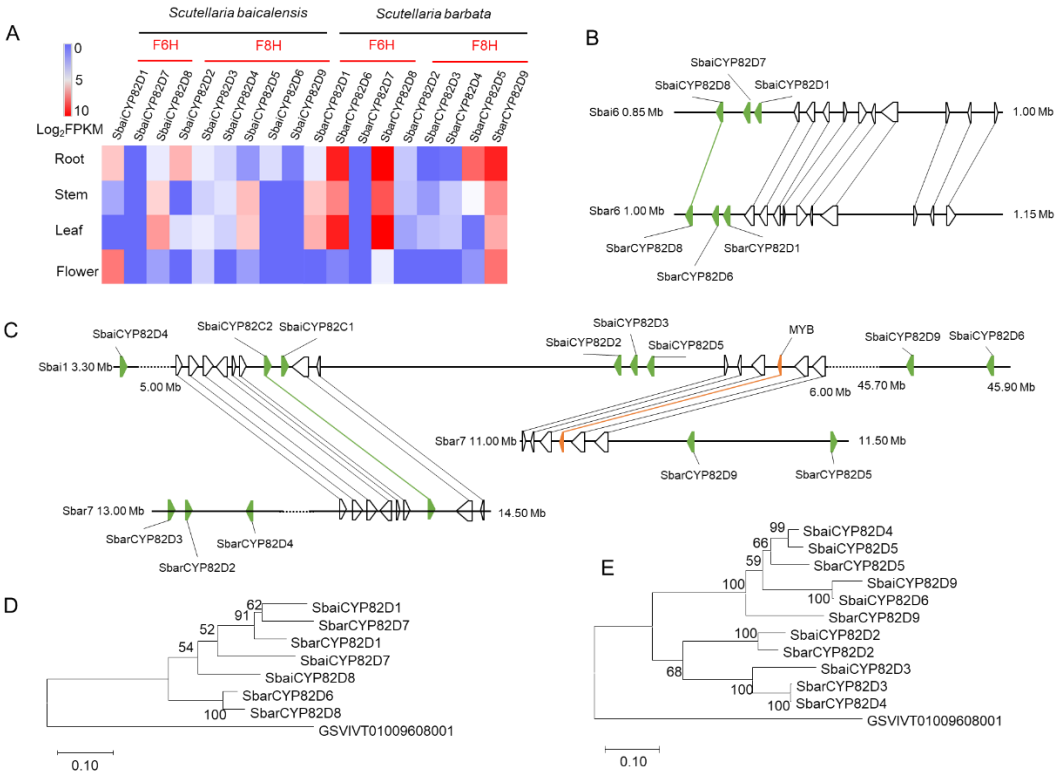 A
Scutellaria baicalensis
Scutellaria barbata
F6H
F8H
F6H
F8H
0
5
10
Log2FPKM
SbaiCYP82D1
SbaiCYP82D7
SbaiCYP82D8
SbaiCYP82D2
SbaiCYP82D3
SbaiCYP82D4
SbaiCYP82D5
SbaiCYP82D6
SbaiCYP82D9
SbarCYP82D1
SbarCYP82D6
SbarCYP82D7
SbarCYP82D8
SbarCYP82D2
SbarCYP82D3
SbarCYP82D4
SbarCYP82D5
SbarCYP82D9
Root
Stem
Leaf
Flower
B
SbaiCYP82D7
SbaiCYP82D8
SbaiCYP82D1
Sbai6 0.85 Mb
1.00 Mb
Sbar6 1.00 Mb
1.15 Mb
SbarCYP82D8
SbarCYP82D1
SbarCYP82D6
C
SbaiCYP82D4
SbaiCYP82C2
SbaiCYP82C1
SbaiCYP82D3
SbaiCYP82D2
SbaiCYP82D5
MYB
SbaiCYP82D9
SbaiCYP82D6
Sbai1 3.30 Mb
5.00 Mb
6.00 Mb
45.70 Mb
45.90 Mb
Sbar7 11.00 Mb
11.50 Mb
SbarCYP82D9
SbarCYP82D5
Sbar7 13.00 Mb
14.50 Mb
SbarCYP82D3
SbarCYP82D4
SbarCYP82D2
D
62
91
52
54
100
SbaiCYP82D1
SbarCYP82D7
SbarCYP82D1
SbaiCYP82D7
SbaiCYP82D8
SbarCYP82D6
SbarCYP82D8
GSVIVT01009608001
0.10
E
99
66
59
100
100
100
68
100
SbaiCYP82D4
SbaiCYP82D5
SbarCYP82D5
SbaiCYP82D9
SbaiCYP82D6
SbarCYP82D9
SbaiCYP82D2
SbarCYP82D2
SbaiCYP82D3
SbarCYP82D3
SbarCYP82D4
GSVIVT01009608001
0.10